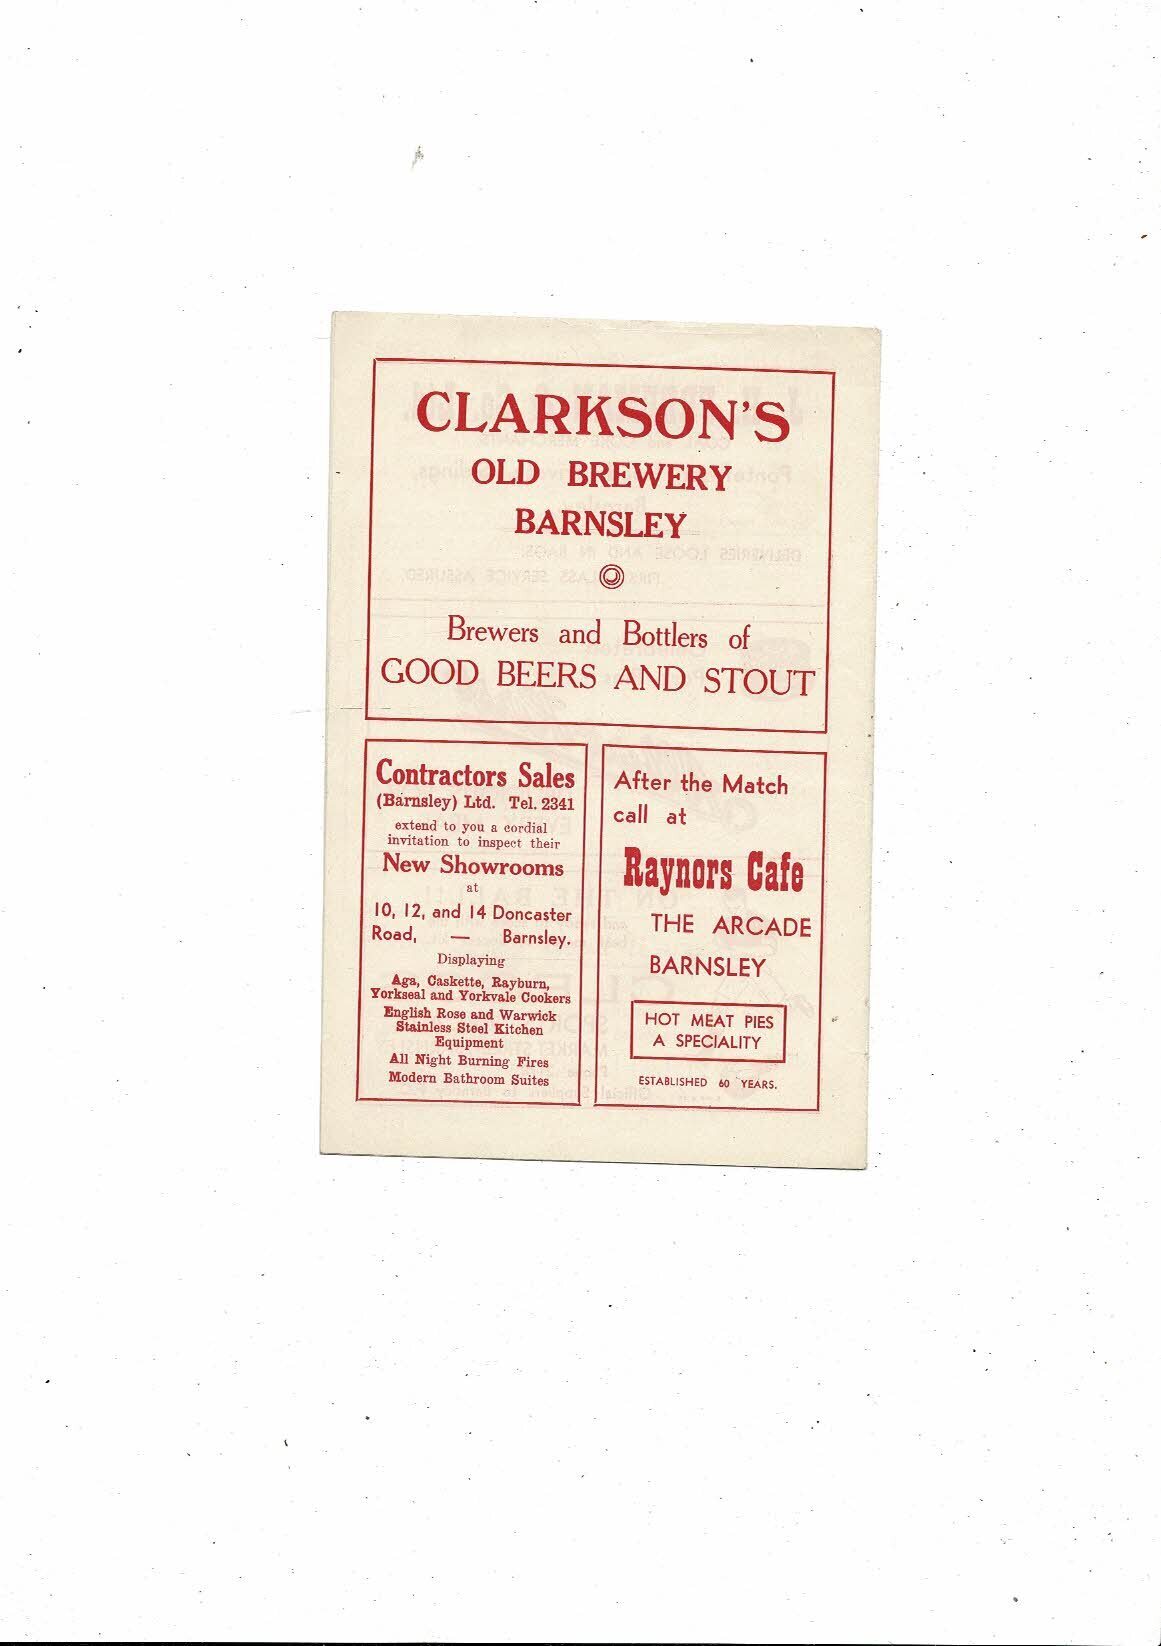 CLARKSON'S
OLD BREWERY
BARNSLEY
Brewers and Bottlers of
GOOD BEERS AND STOUT
Contractors Sales
(Barnsley) Ltd. Tel. 2341
extend to you a cordial
invitation to inspect their
New Showrooms
at
10, 12, and 14 Doncaster
Road, — Barnsley.
Displaying
Aga, Caskette, Rayburn,
Yorkseal and Yorkvale Cookers
English Rose and Warwick
Stainless Steel Kitchen
Equipment
All Night Burning Fires
Modern Bathroom Suites
After the Match
call at
Raynors Cafe
THE ARCADE
BARNSLEY
HOT MEAT PIES
A SPECIALITY
ESTABLISHED 60 YEARS.